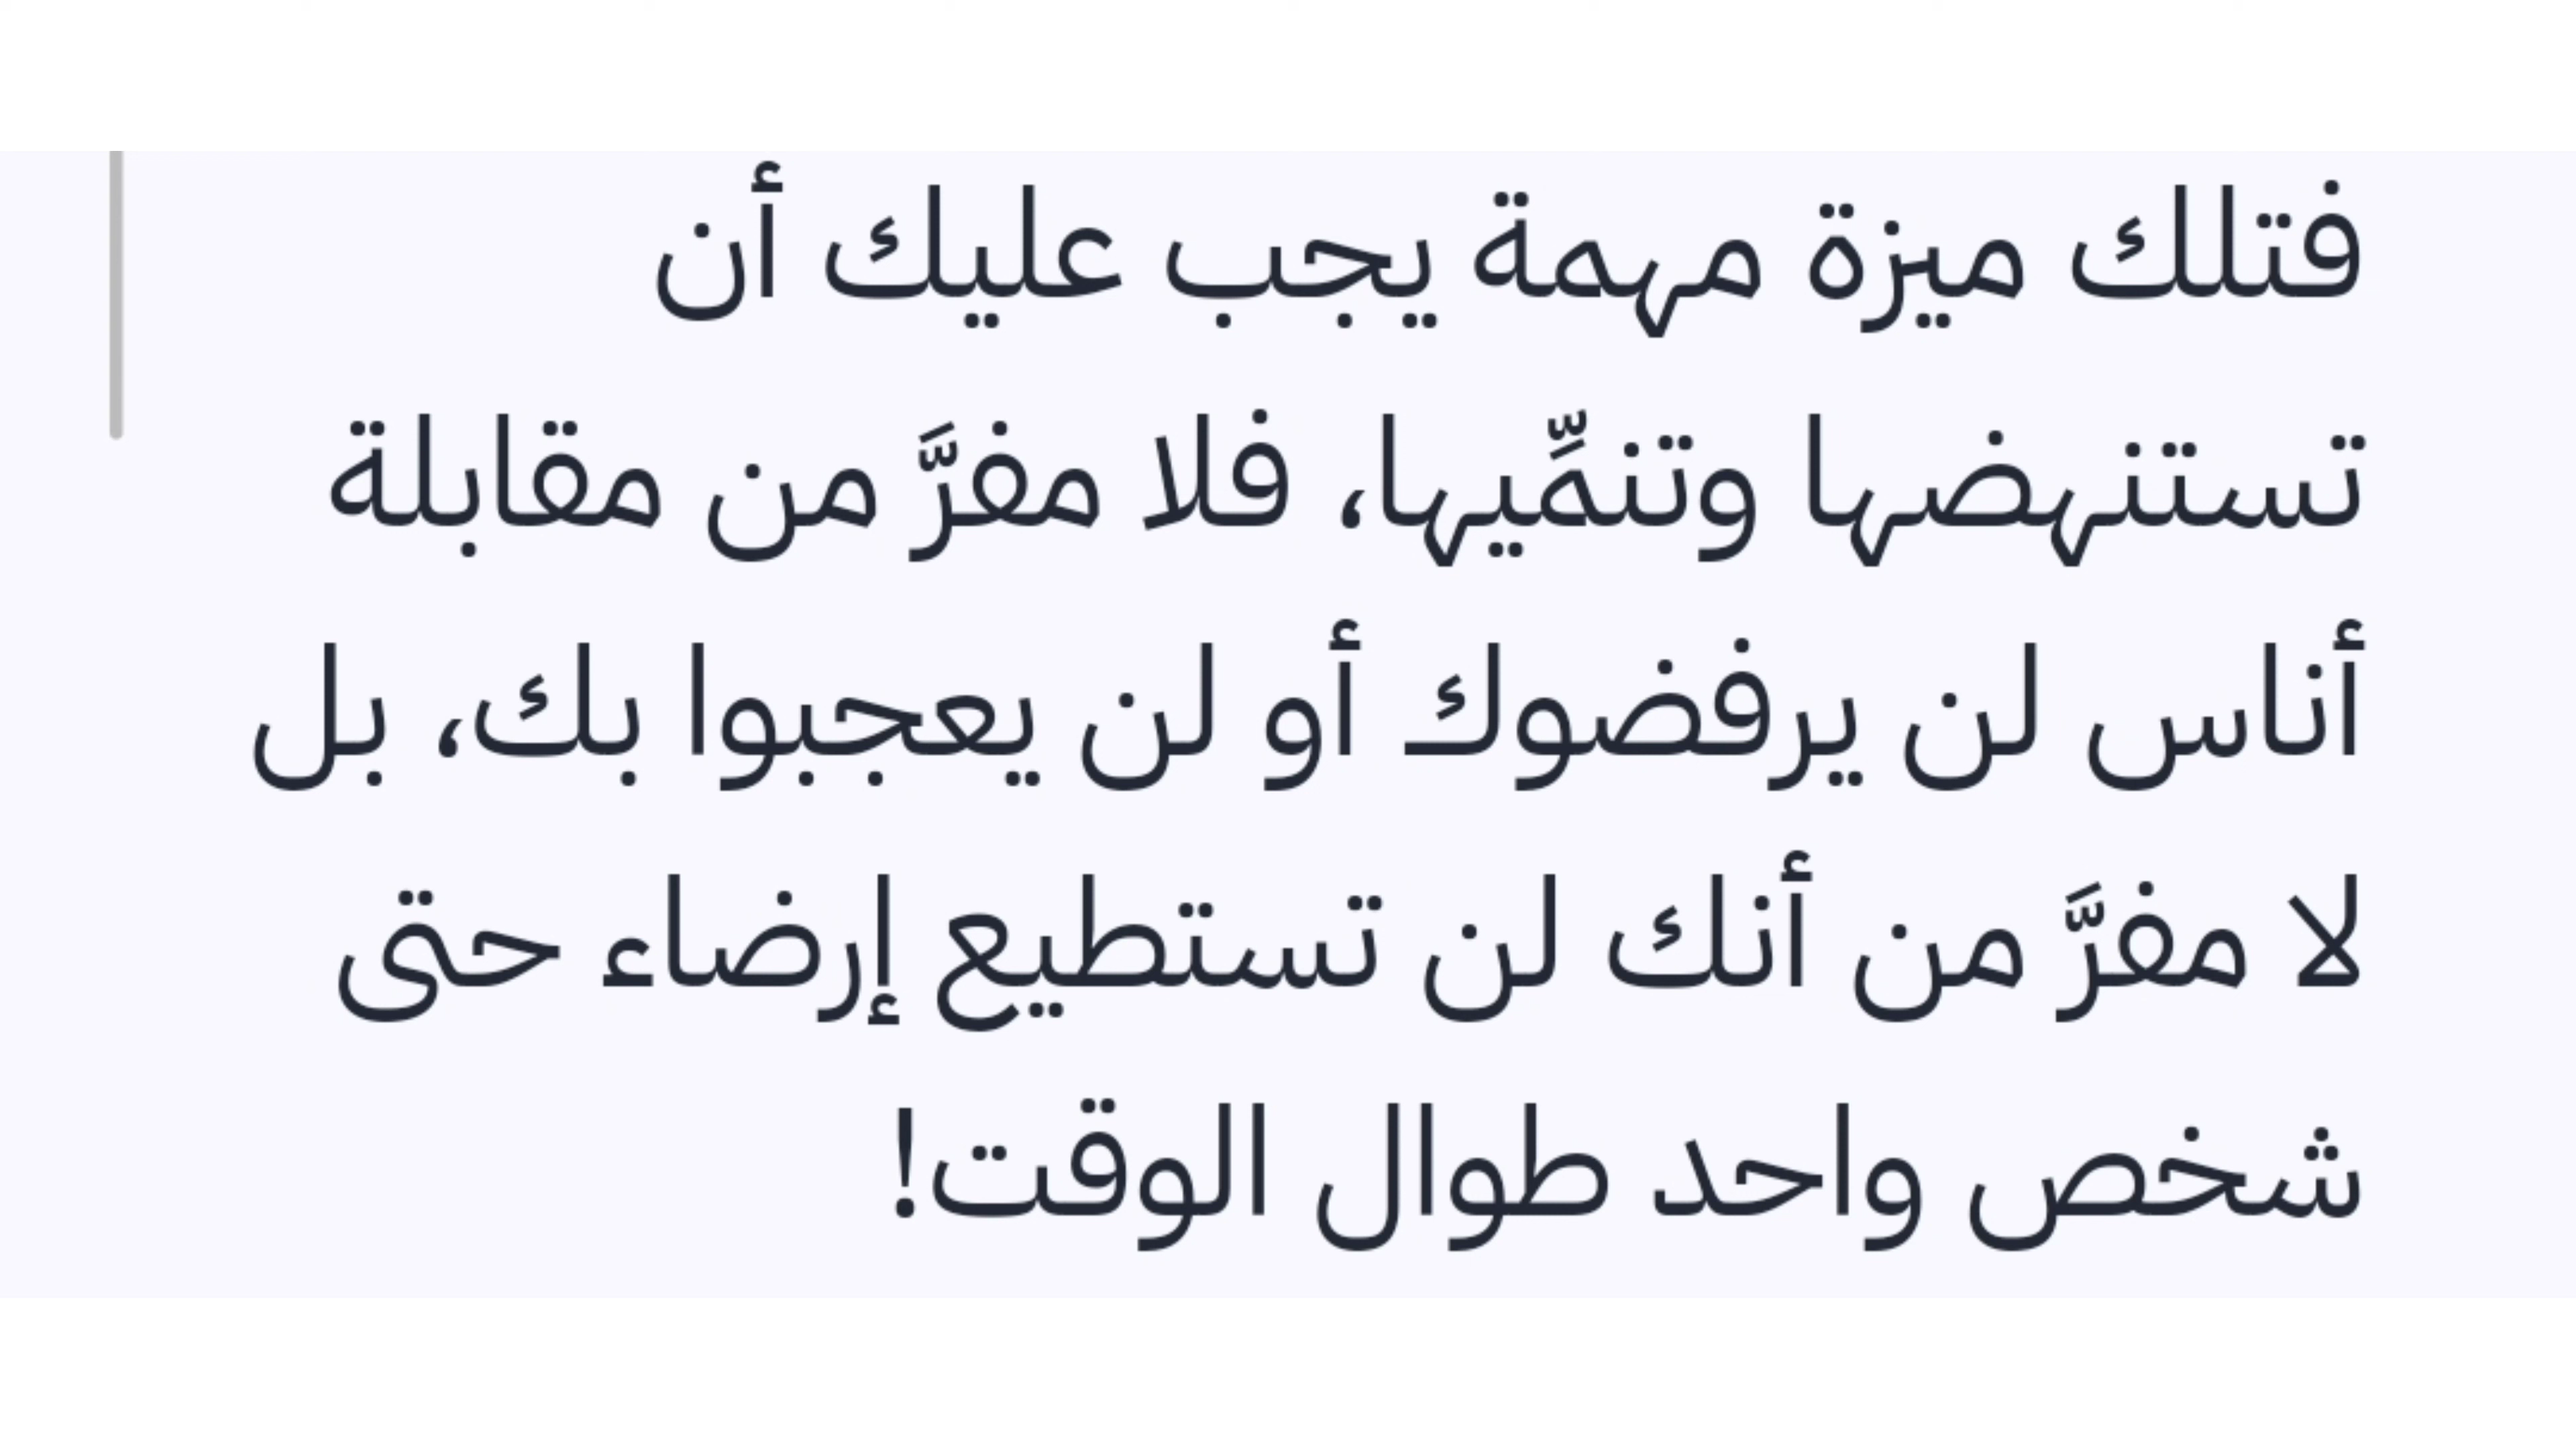 فتلك ميزة مهمة يجب عليك أن
تستنهضها وتنمِّيها، فلا مفرَّ من مقابلة
أناس لن يرفضوك أو لن يعجبوا بك، بل
لا مفرَّ من أنك لن تستطيع إرضاء حتى
شخص واحد طوال الوقت!